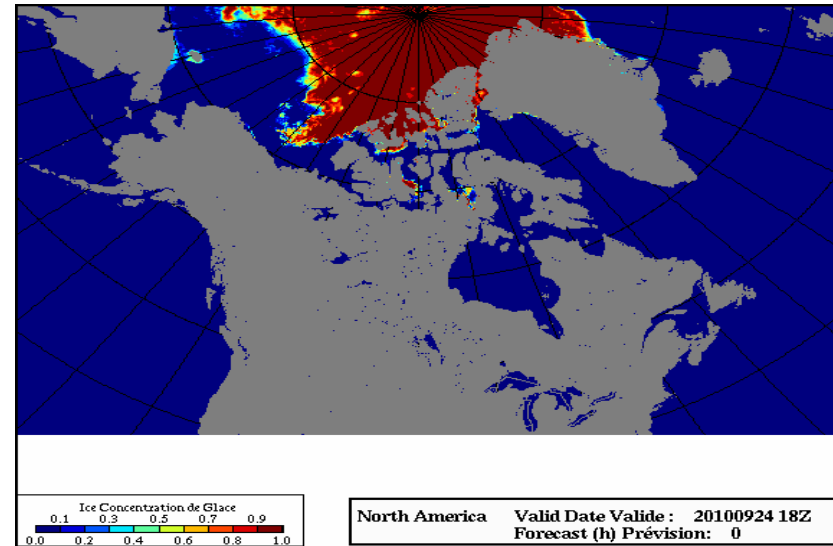 Ice Concentration de Glace
0.1 0.3 0.5 0.7 0.9
0.0 0.2 0.4 0.6 0.8 1.0
North America Valid Date Valide : 20100924 18Z
Forecast (h) Prévision: 0